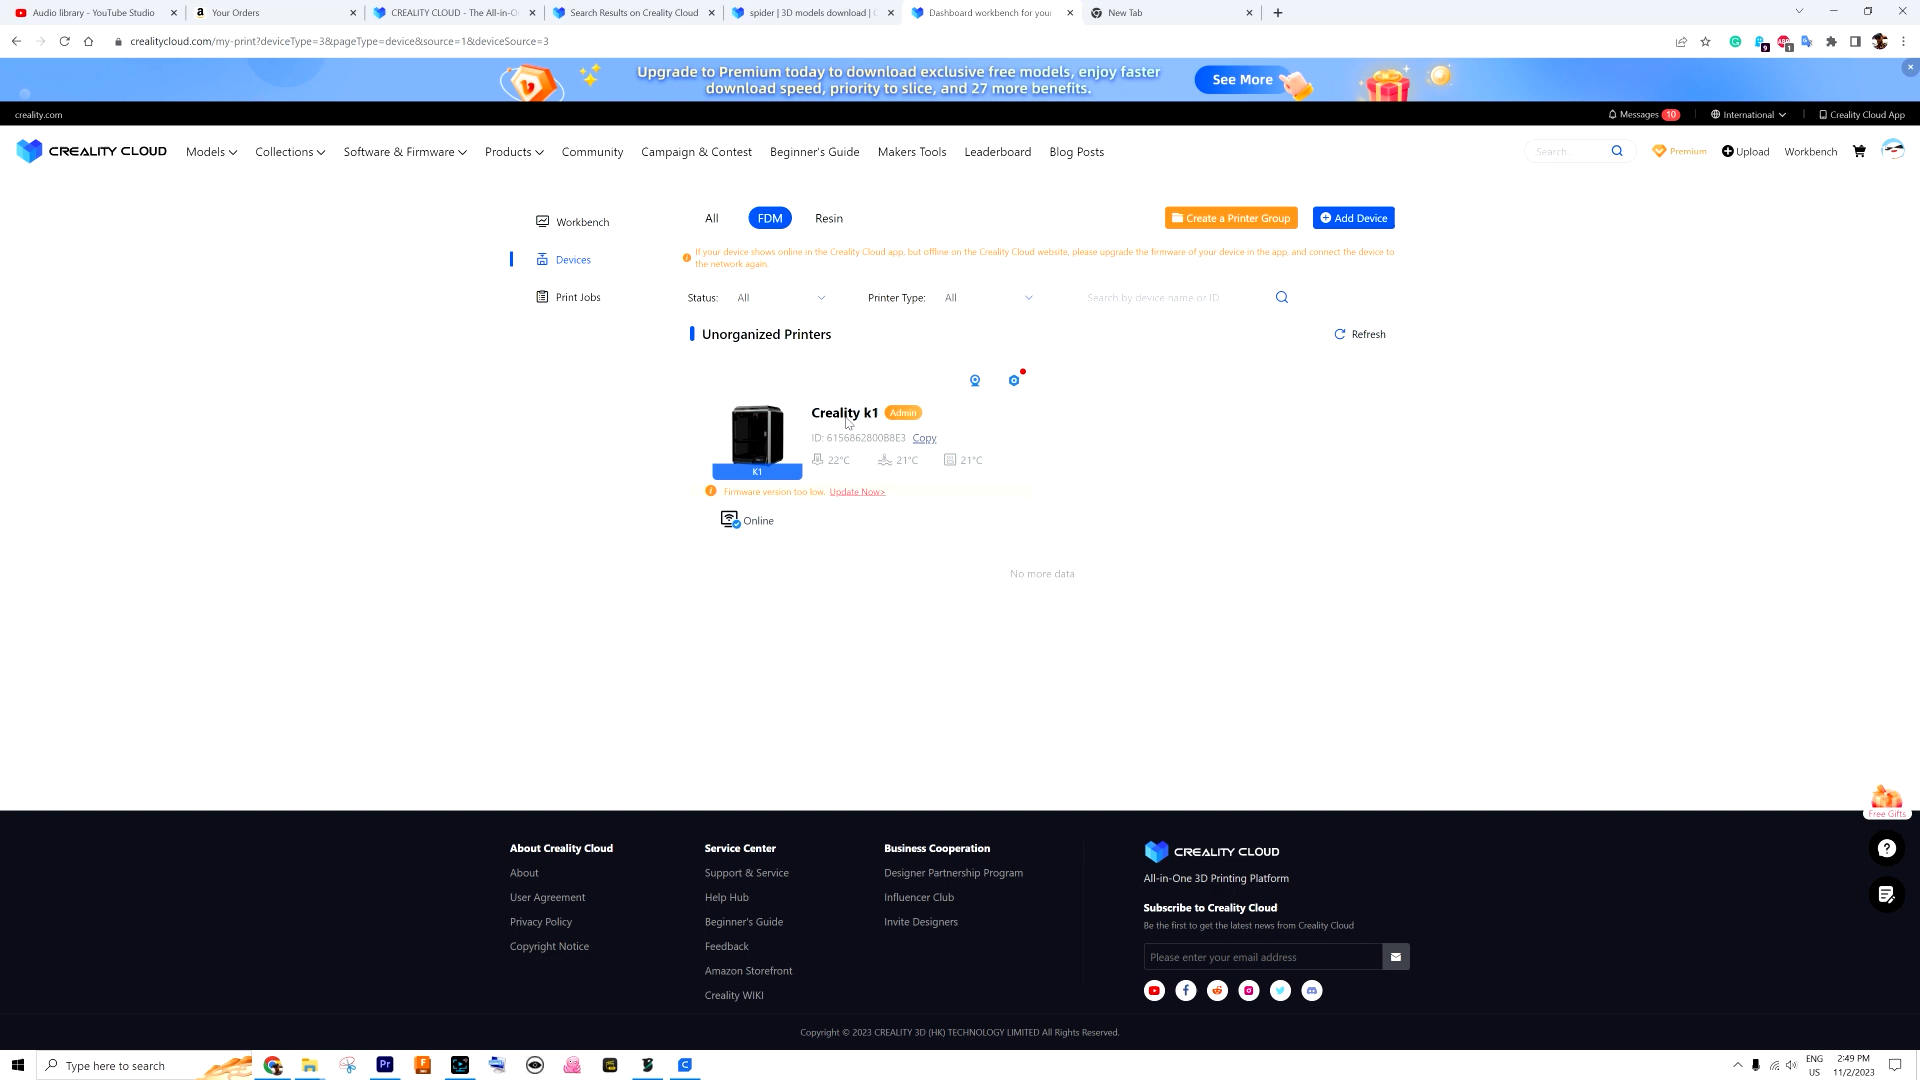 Audio library - YouTube Studio
Your Orders
CREALITY CLOUD - The All-in-O
Search Results on Creality Cloud
spider | 3D models download | C
Dashboard workbench for your
New Tab
crealitycloud.com/my-print?deviceType=3&pageType=device&source=1&deviceSource=3
9
1
Upgrade to Premium today to download exclusive free models, enjoy faster
download speed, priority to slice, and 27 more benefits.
See More
creality.com
Messages 10
International
Creality Cloud App
CREALITY CLOUD
Models
Collections
Software & Firmware
Products
Community
Campaign & Contest
Beginner's Guide
Makers Tools
Leaderboard
Blog Posts
Search
Premium
Upload
Workbench
Workbench
Devices
Print Jobs
All
FDM
Resin
Create a Printer Group
Add Device
If your device shows online in the Creality Cloud app, but offline on the Creality Cloud website, please upgrade the firmware of your device in the app, and connect the device to
the network again.
Status: All
Printer Type: All
Search by device name or ID
Unorganized Printers
Refresh
Creality k1 Admin
ID: 6156862800B8E3 Copy
22°C 21°C 21°C
K1
Firmware version too low. Update Now>
Online
No more data
Free Gifts
About Creality Cloud
About
User Agreement
Privacy Policy
Copyright Notice
Service Center
Support & Service
Help Hub
Beginner's Guide
Feedback
Amazon Storefront
Creality WIKI
Business Cooperation
Designer Partnership Program
Influencer Club
Invite Designers
CREALITY CLOUD
All-in-One 3D Printing Platform
Subscribe to Creality Cloud
Be the first to get the latest news from Creality Cloud
Please enter your email address
Copyright © 2023 CREALITY 3D (HK) TECHNOLOGY LIMITED All Rights Reserved.
Type here to search
Pr
F
C
ENG
US
2:49 PM
11/2/2023